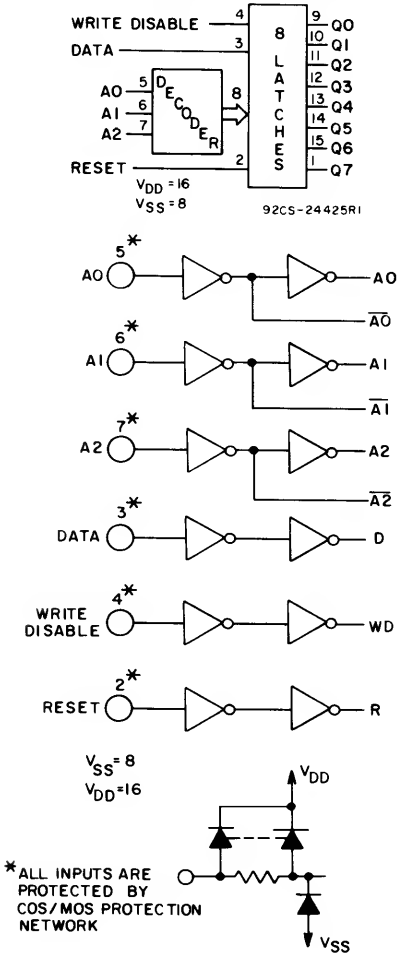 WRITE DISABLE 4
DATA 3
A0 5
A1 6
A2 7
DECODER
8
RESET 2
8 LATCHES
9 Q0
10 Q1
11 Q2
12 Q3
13 Q4
14 Q5
15 Q6
1 Q7
VDD=16
VSS=8
92CS-24425R1
5*
A0 A0
A0
6*
A1 A1
A1
7*
A2 A2
A2
3*
DATA D
4*
WRITE
DISABLE WD
2*
RESET R
VSS=8
VDD=16
VDD
*ALL INPUTS ARE
PROTECTED BY
COS/MOS PROTECTION
NETWORK
VSS